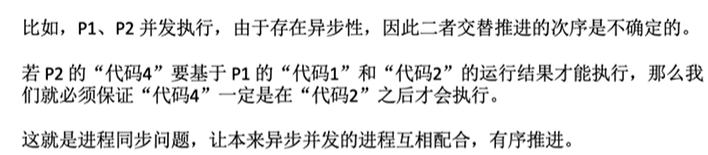 比如，P1、P2 并发执行，由于存在异步性，因此二者交替推进的次序是不确定的。
若 P2 的“代码4”要基于 P1 的“代码1”和“代码2”的运行结果才能执行，那么我
们就必须保证“代码4”一定是在“代码2”之后才会执行。
这就是进程同步问题，让本来异步并发的进程互相配合，有序推进。